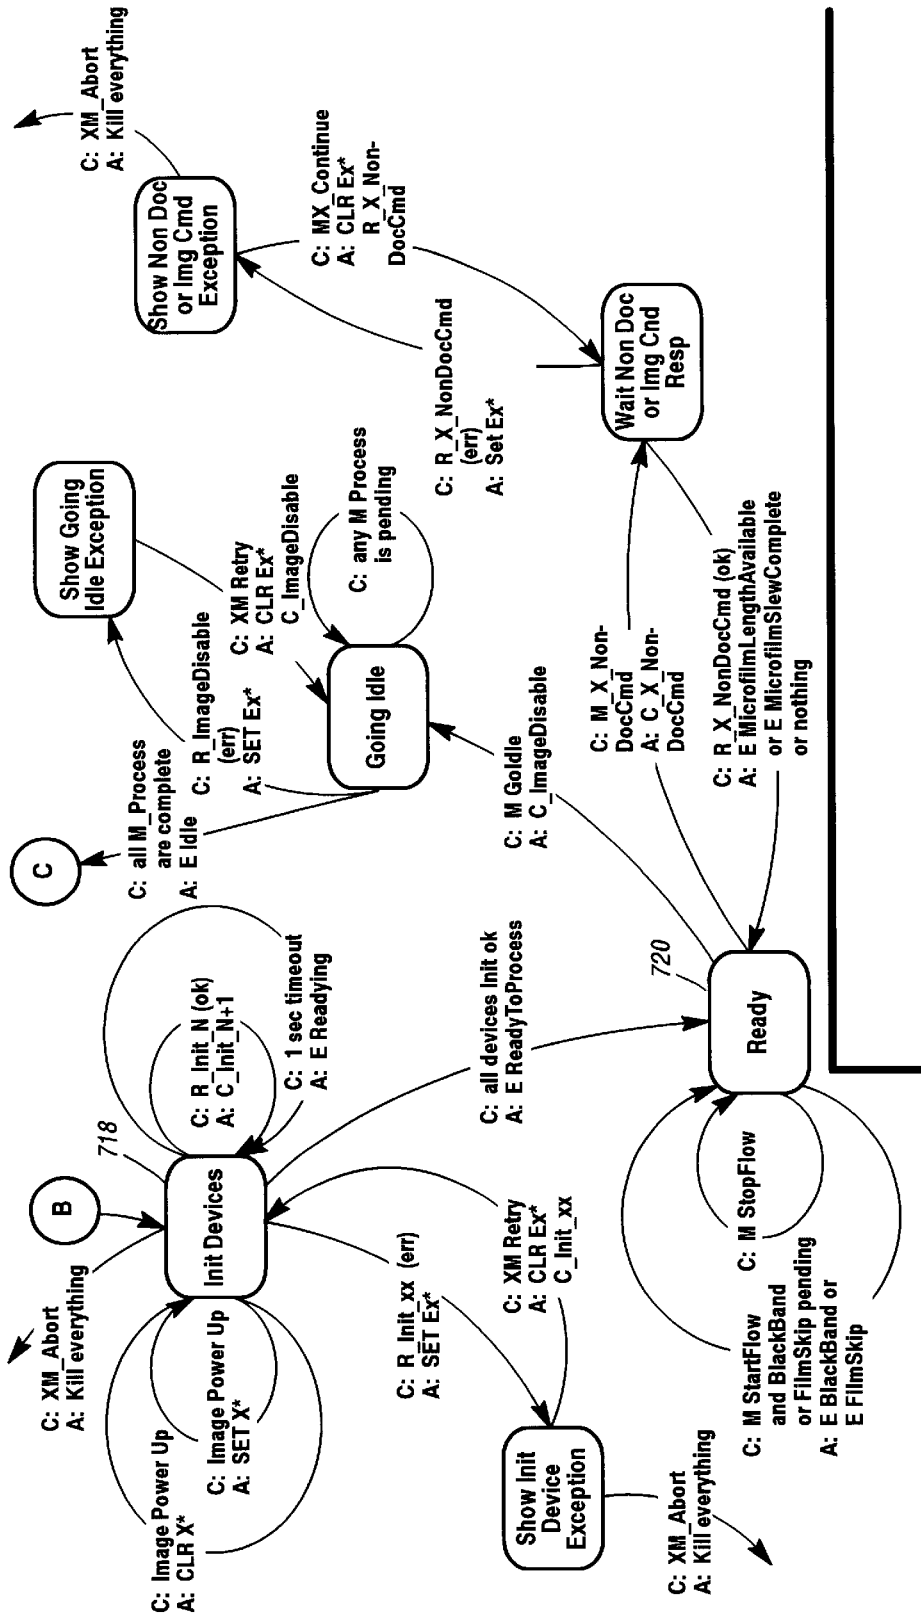 B
C: XM_Abort
A: Kill everything
718
Init Devices
C: Image Power Up
A: CLR X*
C: Image Power Up
A: SET X*
C: R_Init_N (ok)
A: C_Init_N+1
C: 1 sec timeout
A: E Readying
C: R_Init_xx (err)
A: SET Ex*
C: XM Retry
A: CLR Ex*
C_Init_xx
Show Init
Device
Exception
C: XM_Abort
A: Kill everything
C: all devices Init ok
A: E ReadyToProcess
C
C: all M_Process
are complete
A: E Idle
C: R_ImageDisable
(err)
A: SET Ex*
Show Going
Idle Exception
C: XM Retry
A: CLR Ex*
C_ImageDisable
Going Idle
C: any M Process
is pending
C: M GoIdle
A: C_ImageDisable
720
Ready
C: M StartFlow
and BlackBand
or FilmSkip pending
A: E BlackBand or
E FilmSkip
C: M StopFlow
C: M_X_Non-
DocCmd
A: C_X_Non-
DocCmd
C: R_X_NonDocCmd (ok)
A: E MicrofilmLengthAvailable
or E MicrofilmSlewComplete
or nothing
Wait Non Doc
or Img Cnd
Resp
C: R_X_NonDocCmd
(err)
A: Set Ex*
C: MX_Continue
A: CLR Ex*
R_X_Non-
DocCmd
Show Non Doc
or Img Cmd
Exception
C: XM_Abort
A: Kill everything